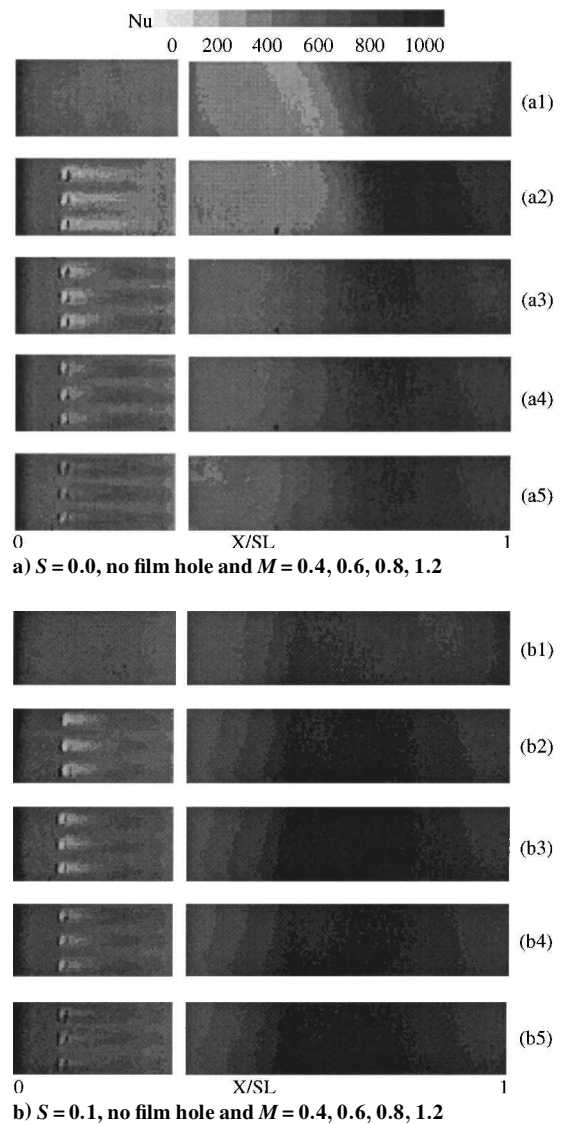 Nu
0 200 400 600 800 1000
(a1)
(a2)
(a3)
(a4)
(a5)
0 X/SL 1
a) S = 0.0, no film hole and M = 0.4, 0.6, 0.8, 1.2
(b1)
(b2)
(b3)
(b4)
(b5)
0 X/SL 1
b) S = 0.1, no film hole and M = 0.4, 0.6, 0.8, 1.2